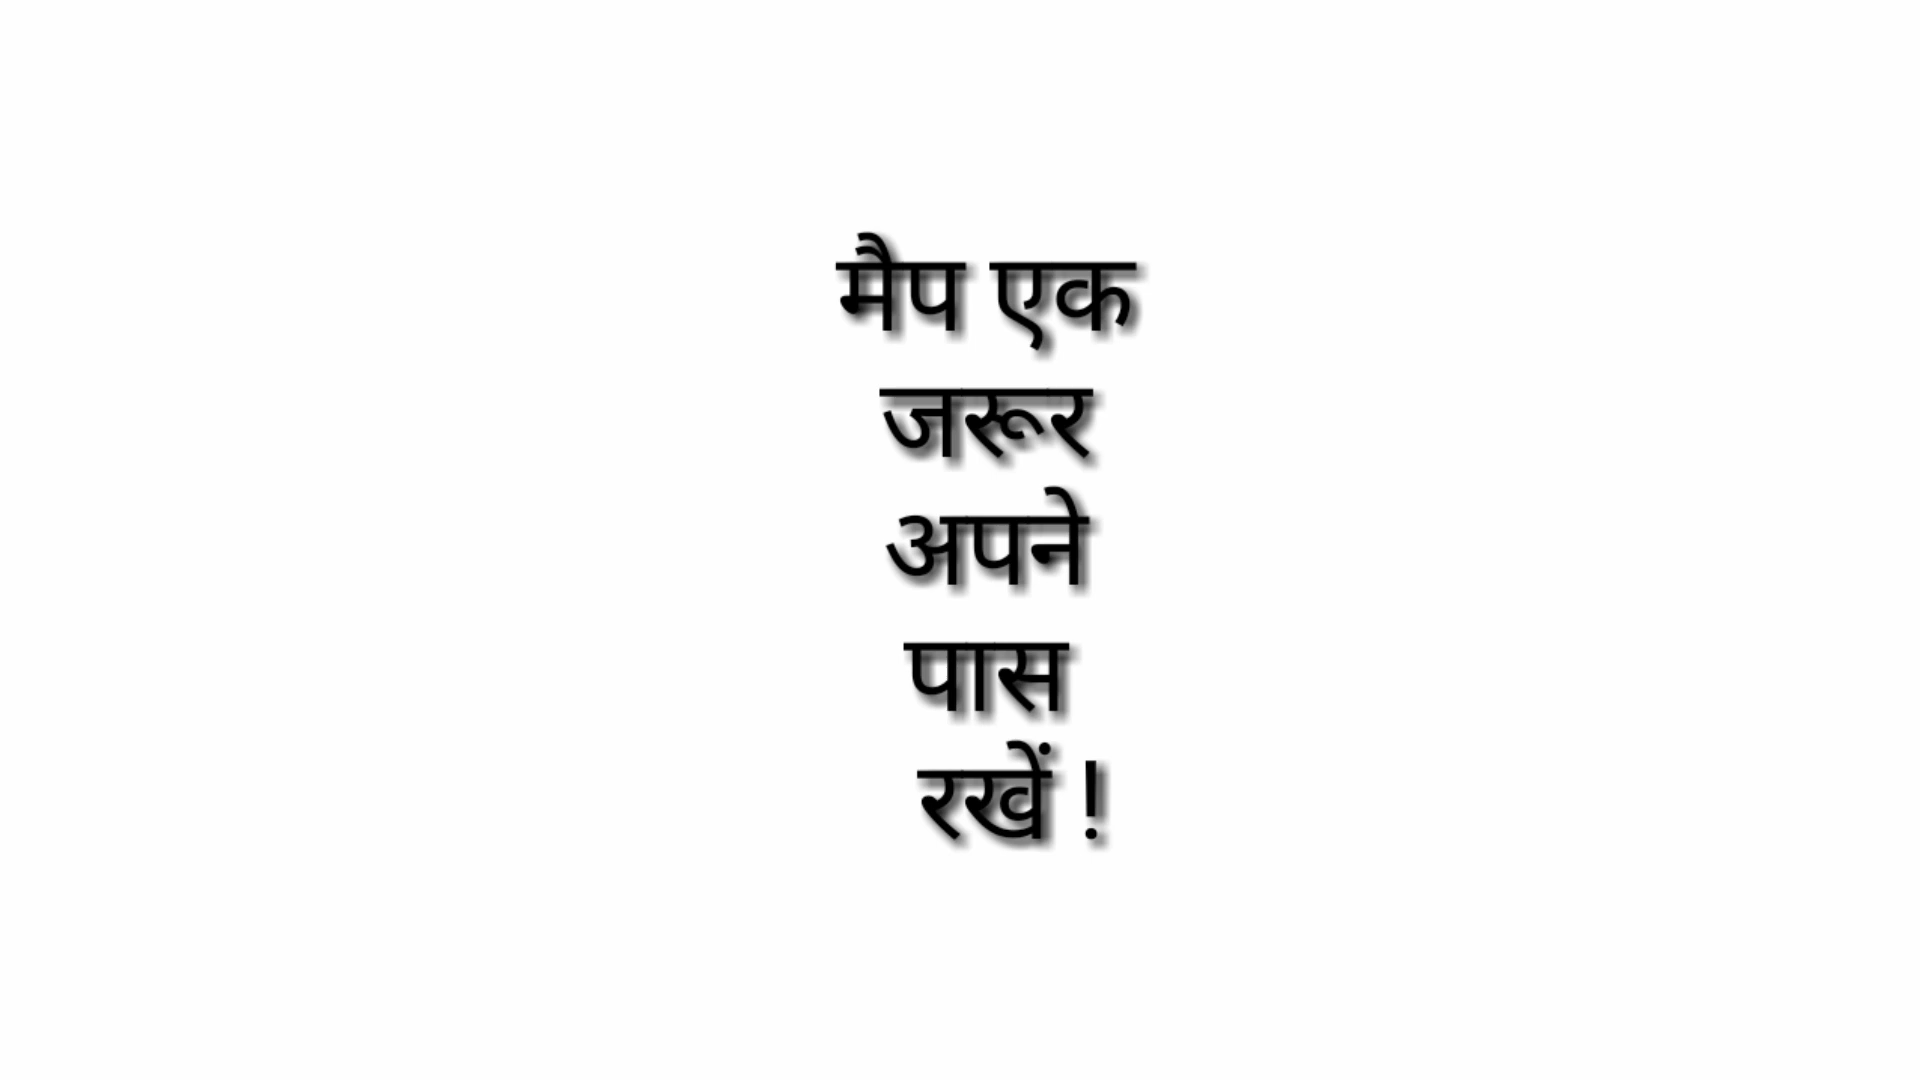 मैप एक
जरूर
अपने
पास
रखें !